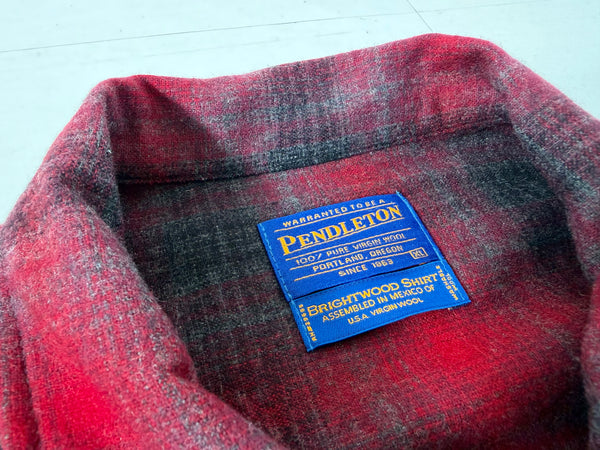 WARRANTED TO BE A
PENDLETON
100% PURE VIRGIN WOOL
PORTLAND, OREGON XL
SINCE 1863
BRIGHTWOOD SHIRT
ASSEMBLED IN MEXICO OF
U.S.A. VIRGIN WOOL